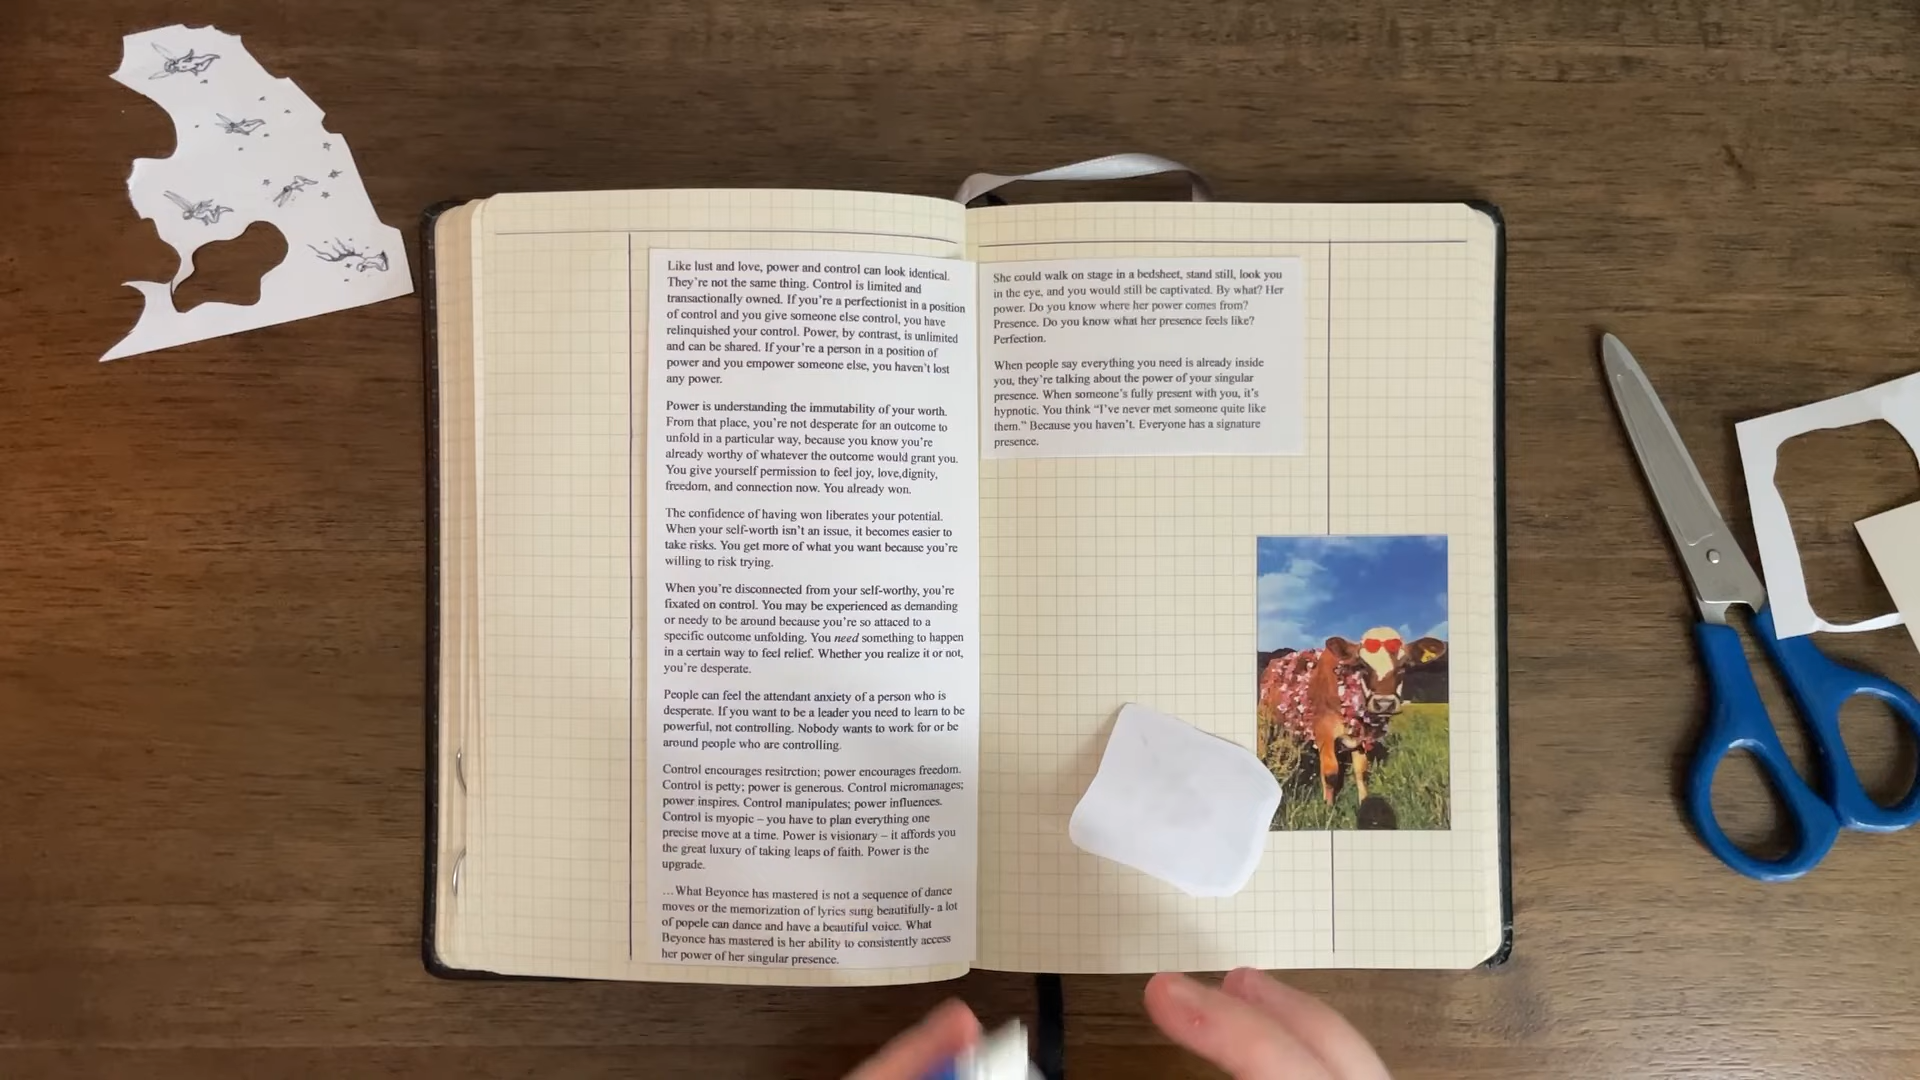 Like lust and love, power and control can look identical.
They're not the same thing. Control is limited and
transactionally owned. If you're a perfectionist in a position
of control and you give someone else control, you have
relinquished your control. Power, by contrast, is unlimited
and can be shared. If your're a person in a position of
power and you empower someone else, you haven't lost
any power.
Power is understanding the immutability of your worth.
From that place, you're not desperate for an outcome to
unfold in a particular way, because you know you're
already worthy of whatever the outcome would grant you.
You give yourself permission to feel joy, love,dignity,
freedom, and connection now. You already won.
The confidence of having won liberates your potential.
When your self-worth isn't an issue, it becomes easier to
take risks. You get more of what you want because you're
willing to risk trying.
When you're disconnected from your self-worthy, you're
fixated on control. You may be experienced as demanding
or needy to be around because you're so attaced to a
specific outcome unfolding. You need something to happen
in a certain way to feel relief. Whether you realize it or not,
you're desperate.
People can feel the attendant anxiety of a person who is
desperate. If you want to be a leader you need to learn to be
powerful, not controlling. Nobody wants to work for or be
around people who are controlling.
Control encourages resitrction; power encourages freedom.
Control is petty; power is generous. Control micromanages;
power inspires. Control manipulates; power influences.
Control is myopic – you have to plan everything one
precise move at a time. Power is visionary – it affords you
the great luxury of taking leaps of faith. Power is the
upgrade.
…What Beyonce has mastered is not a sequence of dance
moves or the memorization of lyrics sung beautifully- a lot
of popele can dance and have a beautiful voice. What
Beyonce has mastered is her ability to consistently access
her power of her singular presence.
She could walk on stage in a bedsheet, stand still, look you
in the eye, and you would still be captivated. By what? Her
power. Do you know where her power comes from?
Presence. Do you know what her presence feels like?
Perfection.
When people say everything you need is already inside
you, they're talking about the power of your singular
presence. When someone's fully present with you, it's
hypnotic. You think “I've never met someone quite like
them.” Because you haven't. Everyone has a signature
presence.